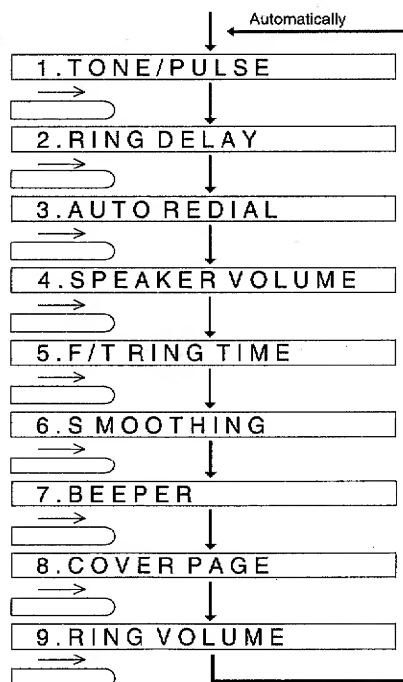 Automatically
1.TONE/PULSE
2.RING DELAY
3.AUTO REDIAL
4.SPEAKER VOLUME
5.F/T RING TIME
6.SMOOTHING
7.BEEPER
8.COVER PAGE
9.RING VOLUME